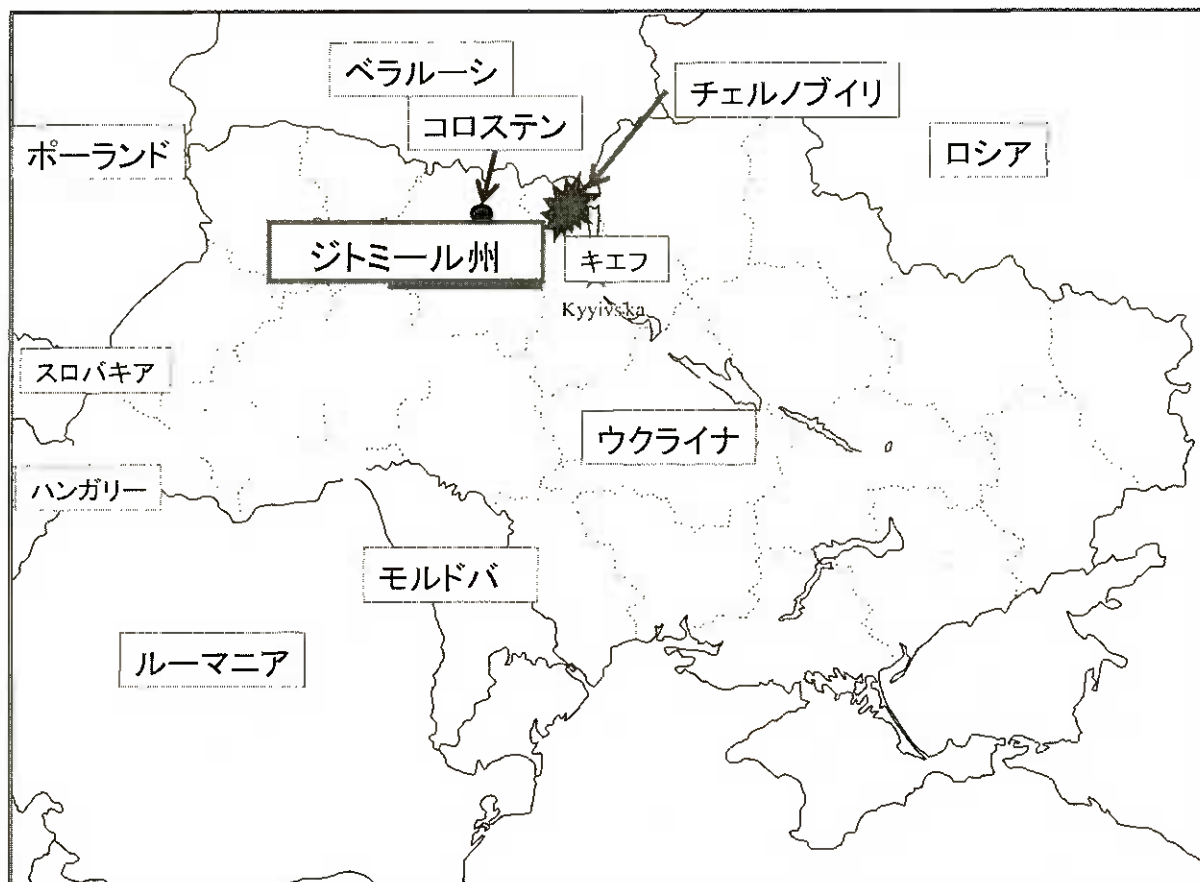 ベラルーシ
チェルノブイリ
コロステン
ポーランド
ロシア
ジトミール州
キエフ
Kyyivska
スロバキア
ウクライナ
ハンガリー
モルドバ
ルーマニア